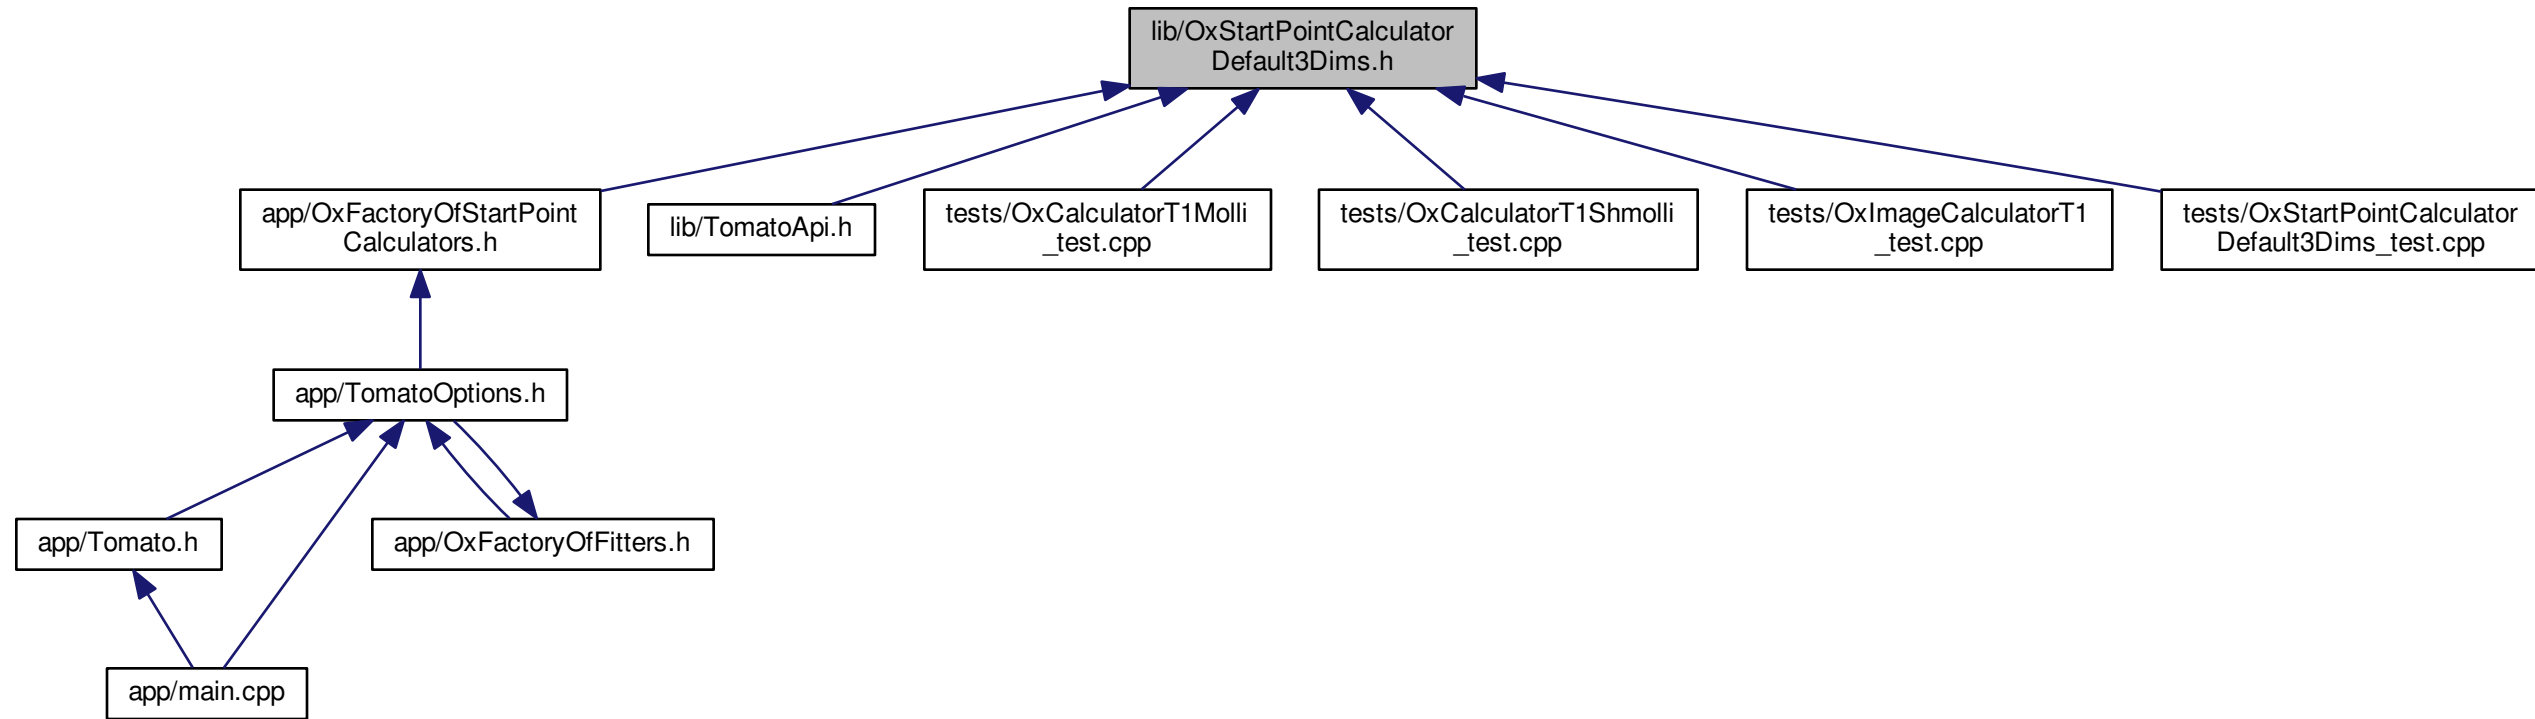 lib/OxStartPointCalculator
Default3Dims.h
app/OxFactoryOfStartPoint
Calculators.h
lib/TomatoApi.h
tests/OxCalculatorT1Molli
_test.cpp
tests/OxCalculatorT1Shmolli
_test.cpp
tests/OxImageCalculatorT1
_test.cpp
tests/OxStartPointCalculator
Default3Dims_test.cpp
app/TomatoOptions.h
app/Tomato.h
app/OxFactoryOfFitters.h
app/main.cpp